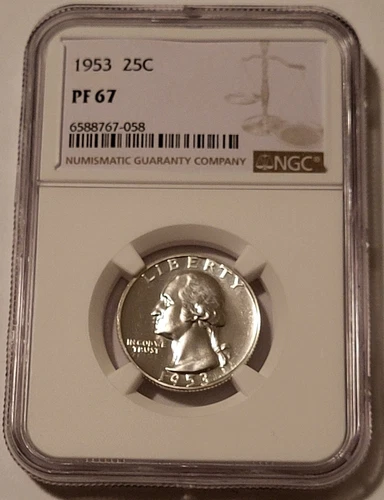 1953 25C
PF 67
6588767-058
NUMISMATIC GUARANTY COMPANY NGC®
LIBERTY
IN GOD WE
TRUST
1953